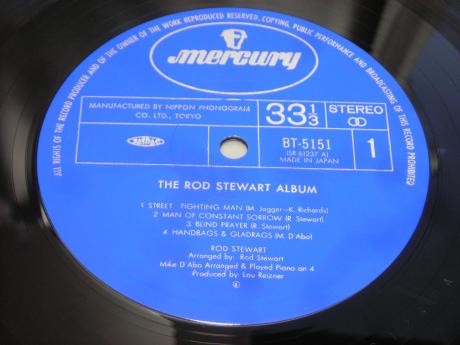 ALL RIGHTS OF THE RECORD PRODUCER AND OF THE OWNER OF THE WORK REPRODUCED RESERVED. COPYING, PUBLIC PERFORMANCE AND BROADCASTING OF THIS RECORD PROHIBITED
mercury
MANUFACTURED BY NIPPON PHONOGRAM
CO. LTD., TOKYO
33 1/3
STEREO
BT-5151
(SR-61237 A)
MADE IN JAPAN
1
THE ROD STEWART ALBUM
1 STREET FIGHTING MAN (M. Jagger-K. Richards)
2 MAN OF CONSTANT SORROW (R. Stewart)
3 BLIND PRAYER (R. Stewart)
4 HANDBAGS & GLADRAGS (M. D'Abo)
ROD STEWART
Arranged by: Rod Stewart
Mike D'Abo Arranged & Played Piano on 4
Produced by: Lou Reizner